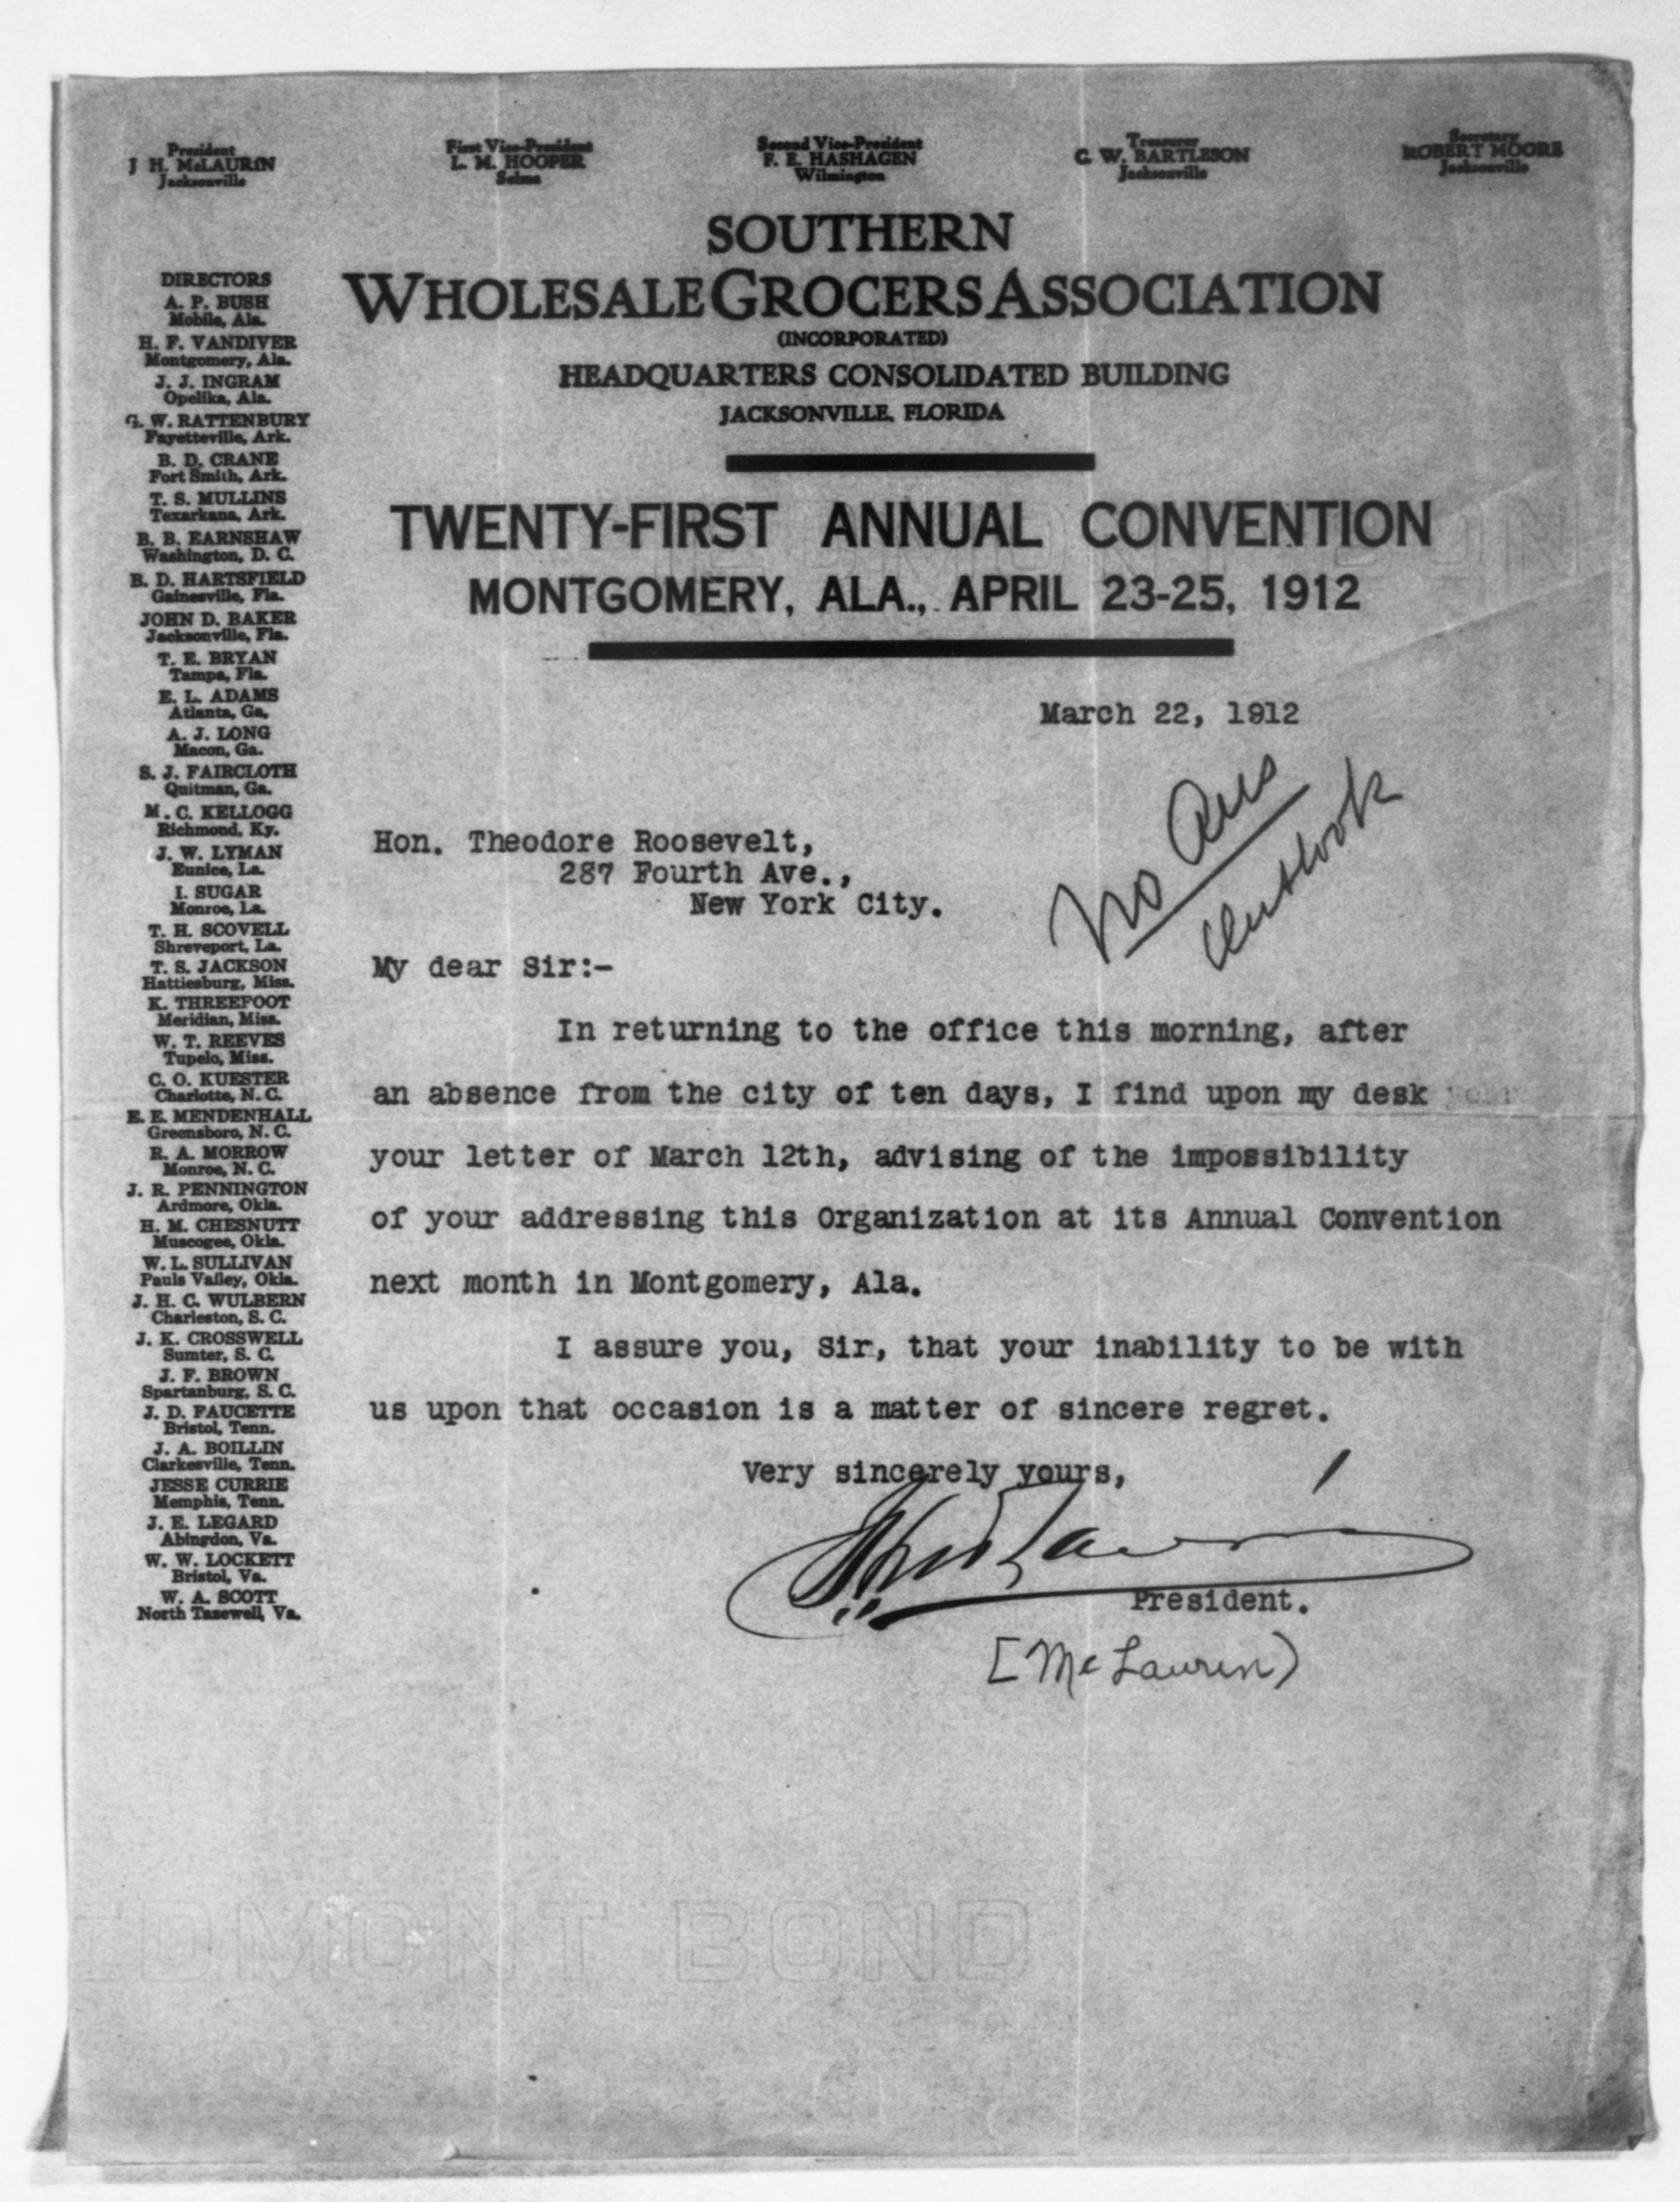 President
J H. McLAURIN
Jacksonville
First Vice-President
L. M. HOOPER
Selma
Second Vice-President
F. E. HASHAGEN
Wilmington
Treasurer
C. W. BARTLESON
Jacksonville
Secretary
ROBERT MOORE
Jacksonville
SOUTHERN
WHOLESALE GROCERS ASSOCIATION
(INCORPORATED)
HEADQUARTERS CONSOLIDATED BUILDING
JACKSONVILLE, FLORIDA
TWENTY-FIRST ANNUAL CONVENTION
MONTGOMERY, ALA., APRIL 23-25, 1912
DIRECTORS
A. P. BUSH
Mobile, Ala.
H. F. VANDIVER
Montgomery, Ala.
J. J. INGRAM
Opelika, Ala.
G. W. RATTENBURY
Fayetteville, Ark.
B. D. CRANE
Fort Smith, Ark.
T. S. MULLINS
Texarkana, Ark.
B. B. EARNSHAW
Washington, D. C.
B. D. HARTSFIELD
Gainesville, Fla.
JOHN D. BAKER
Jacksonville, Fla.
T. E. BRYAN
Tampa, Fla.
E. L. ADAMS
Atlanta, Ga.
A. J. LONG
Macon, Ga.
S. J. FAIRCLOTH
Quitman, Ga.
M. C. KELLOGG
Richmond, Ky.
J. W. LYMAN
Eunice, La.
I. SUGAR
Monroe, La.
T. H. SCOVELL
Shreveport, La.
T. S. JACKSON
Hattiesburg, Miss.
K. THREEFOOT
Meridian, Miss.
W. T. REEVES
Tupelo, Miss.
C. O. KUESTER
Charlotte, N. C.
E. E. MENDENHALL
Greensboro, N. C.
R. A. MORROW
Monroe, N. C.
J. R. PENNINGTON
Ardmore, Okla.
H. M. CHESNUTT
Muscogee, Okla.
W. L. SULLIVAN
Pauls Valley, Okla.
J. H. C. WULBERN
Charleston, S. C.
J. K. CROSSWELL
Sumter, S. C.
J. F. BROWN
Spartanburg, S. C.
J. D. FAUCETTE
Bristol, Tenn.
J. A. BOILLIN
Clarkesville, Tenn.
JESSE CURRIE
Memphis, Tenn.
J. E. LEGARD
Abingdon, Va.
W. W. LOCKETT
Bristol, Va.
W. A. SCOTT
North Tazewell, Va.
March 22, 1912
No Ans
Outlook
Hon. Theodore Roosevelt,
287 Fourth Ave.,
New York City.
My dear Sir:-
In returning to the office this morning, after
an absence from the city of ten days, I find upon my desk
your letter of March 12th, advising of the impossibility
of your addressing this Organization at its Annual Convention
next month in Montgomery, Ala.
I assure you, Sir, that your inability to be with
us upon that occasion is a matter of sincere regret.
Very sincerely yours,
President.
[McLaurin)
DMONT BOND